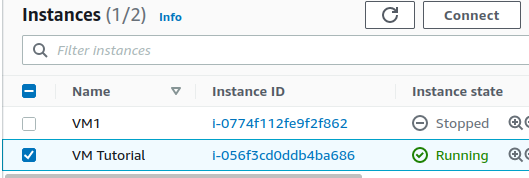 Instances (1/2) Info Connect
Filter instances
Name Instance ID Instance state
VM1 i-0774f112fe9f2f862 Stopped
VM Tutorial i-056f3cd0ddb4ba686 Running